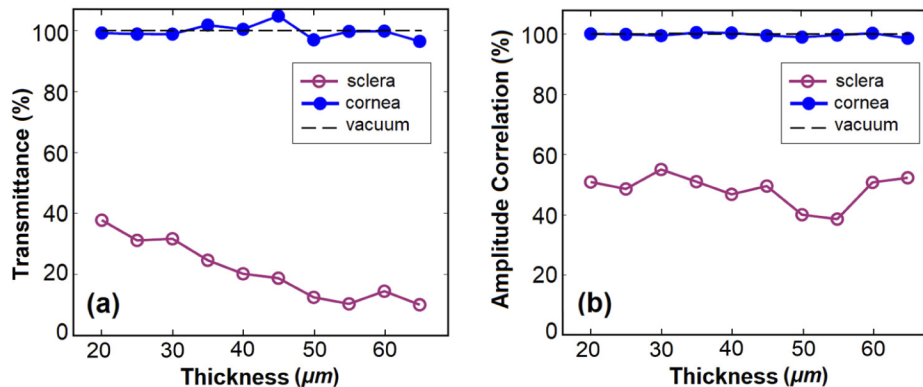 Transmittance (%)
100
80
60
40
20
0
sclera
cornea
vacuum
(a)
20 30 40 50 60
Thickness (μm)
Amplitude Correlation (%)
100
80
60
40
20
0
sclera
cornea
vacuum
(b)
20 30 40 50 60
Thickness (μm)